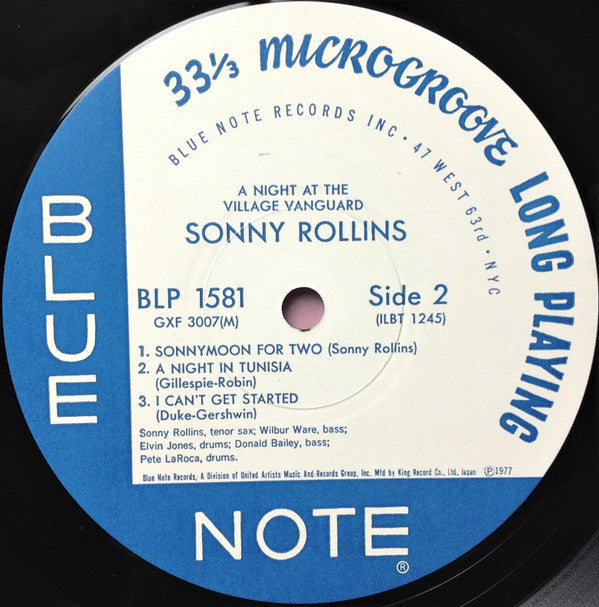 33⅓ MICROGROOVE LONG PLAYING
BLUE NOTE RECORDS INC · 47 WEST 63rd · NYC
A NIGHT AT THE
VILLAGE VANGUARD
SONNY ROLLINS
BLP 1581
GXF 3007(M)
Side 2
(ILBT 1245)
1. SONNYMOON FOR TWO (Sonny Rollins)
2. A NIGHT IN TUNISIA
(Gillespie-Robin)
3. I CAN'T GET STARTED
(Duke-Gershwin)
Sonny Rollins, tenor sax; Wilbur Ware, bass;
Elvin Jones, drums; Donald Bailey, bass;
Pete LaRoca, drums.
Blue Note Records, A Division of United Artists Music And Records Group, Inc. Mfd by King Record Co., Ltd. Japan ℗1977
BLUE
NOTE®